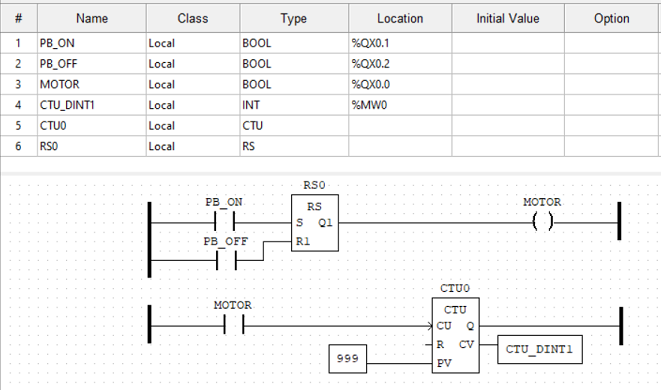 # Name Class Type Location Initial Value Option
1 PB_ON Local BOOL %QX0.1
2 PB_OFF Local BOOL %QX0.2
3 MOTOR Local BOOL %QX0.0
4 CTU_DINT1 Local INT %MW0
5 CTU0 Local CTU
6 RS0 Local RS
RS0
PB_ON RS MOTOR
S Q1
PB_OFF R1
CTU0
MOTOR CTU
CU Q
R CV CTU_DINT1
999 PV